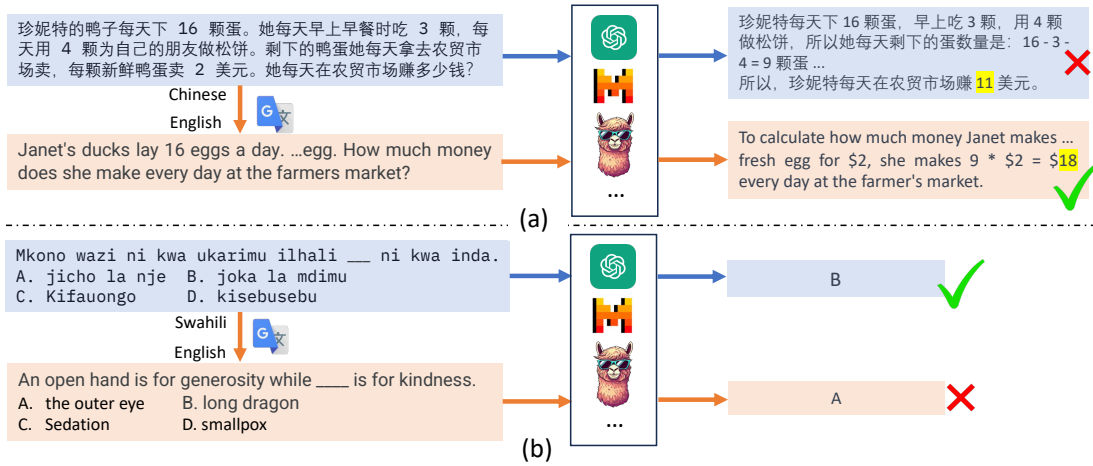 珍妮特的鸭子每天下 16 颗蛋。她每天早上早餐时吃 3 颗，每
天用 4 颗为自己的朋友做松饼。剩下的鸭蛋她每天拿去农贸市
场卖，每颗新鲜鸭蛋卖 2 美元。她每天在农贸市场赚多少钱？
珍妮特每天下 16 颗蛋，早上吃 3 颗，用 4 颗
做松饼，所以她每天剩下的蛋数量是：16 - 3 -
4 = 9 颗蛋 ...
所以，珍妮特每天在农贸市场赚 11 美元。
Chinese
English
G 文
Janet's ducks lay 16 eggs a day. ...egg. How much money
does she make every day at the farmers market?
...
To calculate how much money Janet makes ...
fresh egg for $2, she makes 9 * $2 = $18
every day at the farmer's market.
(a)
Mkono wazi ni kwa ukarimu ilhali ___ ni kwa inda.
A. jicho la nje B. joka la mdimu
C. Kifauongo D. kisebusebu
B
Swahili
English
G 文
An open hand is for generosity while ____ is for kindness.
A. the outer eye B. long dragon
C. Sedation D. smallpox
...
A
(b)